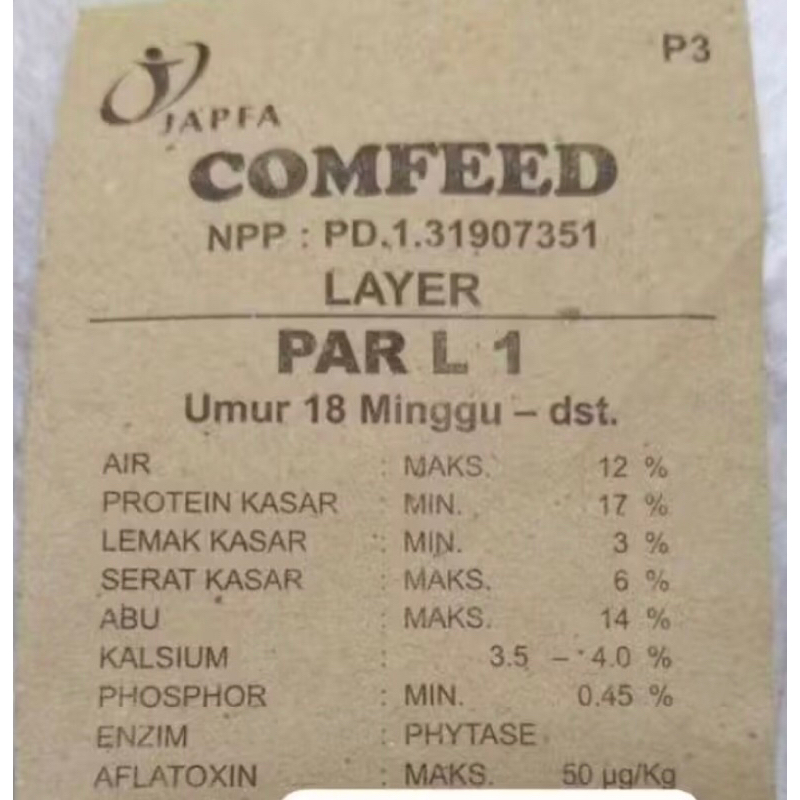 P3
JAPFA
COMFEED
NPP : PD.1.31907351
LAYER
PAR L 1
Umur 18 Minggu – dst.
AIR : MAKS. 12 %
PROTEIN KASAR : MIN. 17 %
LEMAK KASAR : MIN. 3 %
SERAT KASAR : MAKS. 6 %
ABU : MAKS. 14 %
KALSIUM : 3.5 – 4.0 %
PHOSPHOR : MIN. 0.45 %
ENZIM : PHYTASE
AFLATOXIN : MAKS. 50 µg/Kg